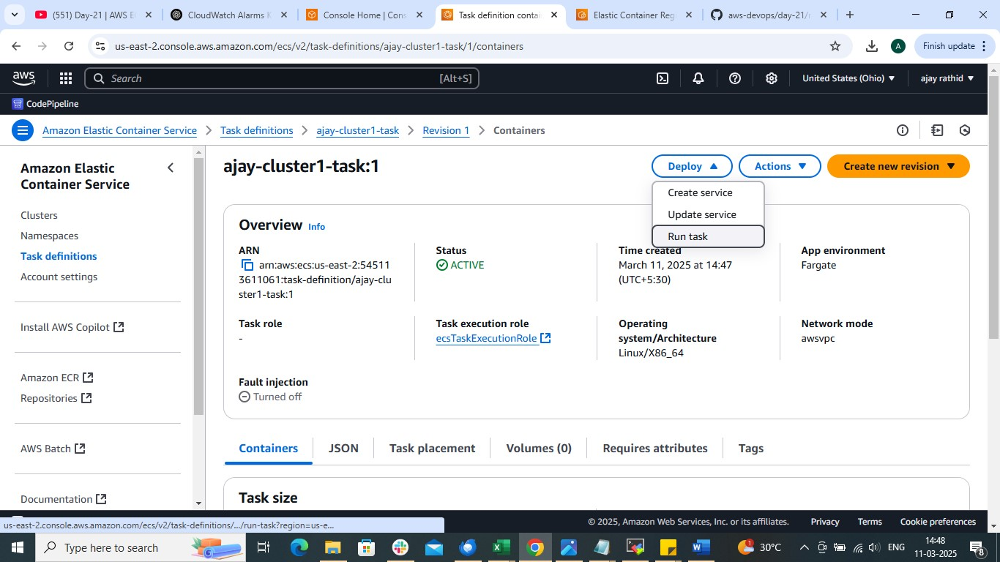 (551) Day-21 | AWS E
CloudWatch Alarms K
Console Home | Cons
Task definition contai
Elastic Container Reg
aws-devops/day-21/r
us-east-2.console.aws.amazon.com/ecs/v2/task-definitions/ajay-cluster1-task/1/containers
A
Finish update
aws
Search
[Alt+S]
United States (Ohio)
ajay rathid
CodePipeline
Amazon Elastic Container Service
Task definitions
ajay-cluster1-task
Revision 1
Containers
Amazon Elastic
Container Service
Clusters
Namespaces
Task definitions
Account settings
Install AWS Copilot
Amazon ECR
Repositories
AWS Batch
Documentation
ajay-cluster1-task:1
Deploy
Actions
Create new revision
Create service
Update service
Run task
Overview
Info
ARN
arn:aws:ecs:us-east-2:54511
3611061:task-definition/ajay-clu
ster1-task:1
Status
ACTIVE
Time created
March 11, 2025 at 14:47
(UTC+5:30)
App environment
Fargate
Task role
-
Task execution role
ecsTaskExecutionRole
Operating
system/Architecture
Linux/X86_64
Network mode
awsvpc
Fault injection
Turned off
Containers
JSON
Task placement
Volumes (0)
Requires attributes
Tags
Task size
us-east-2.console.aws.amazon.com/ecs/v2/task-definitions/.../run-task?region=us-e...
© 2025, Amazon Web Services, Inc. or its affiliates.
Privacy
Terms
Cookie preferences
Type here to search
1
30°C
ENG
14:48
11-03-2025
8